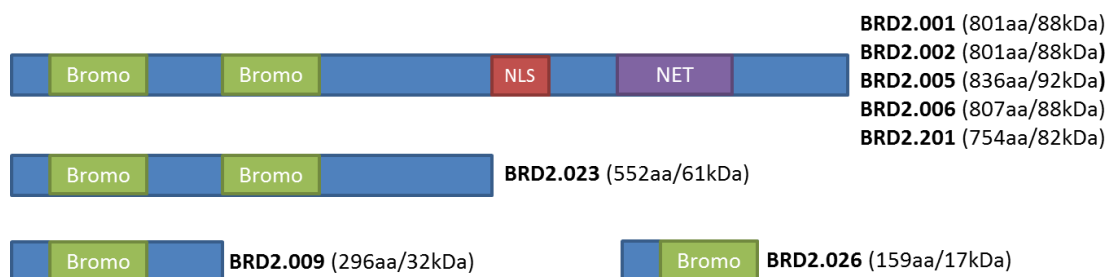 BRD2.001 (801aa/88kDa)
BRD2.002 (801aa/88kDa)
BRD2.005 (836aa/92kDa)
BRD2.006 (807aa/88kDa)
BRD2.201 (754aa/82kDa)
Bromo Bromo NLS NET
Bromo Bromo BRD2.023 (552aa/61kDa)
Bromo BRD2.009 (296aa/32kDa) Bromo BRD2.026 (159aa/17kDa)